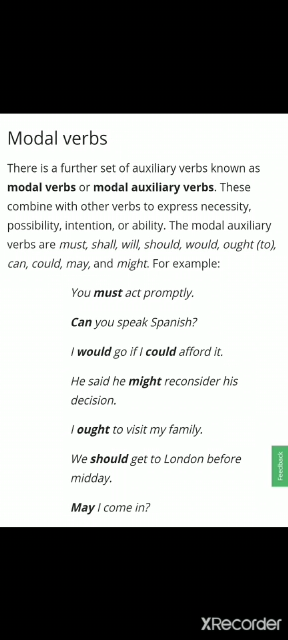 Modal verbs
There is a further set of auxiliary verbs known as
modal verbs or modal auxiliary verbs. These
combine with other verbs to express necessity,
possibility, intention, or ability. The modal auxiliary
verbs are must, shall, will, should, would, ought (to),
can, could, may, and might. For example:
You must act promptly.
Can you speak Spanish?
I would go if I could afford it.
He said he might reconsider his
decision.
I ought to visit my family.
We should get to London before
midday.
May I come in?
Feedback
XRecorder